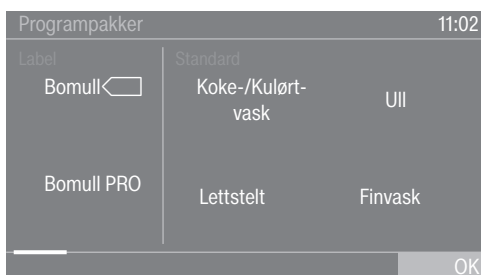 Programpakker 11:02
Label Standard
Bomull Koke-/Kulørt-
vask Ull
Bomull PRO Lettstelt Finvask
OK